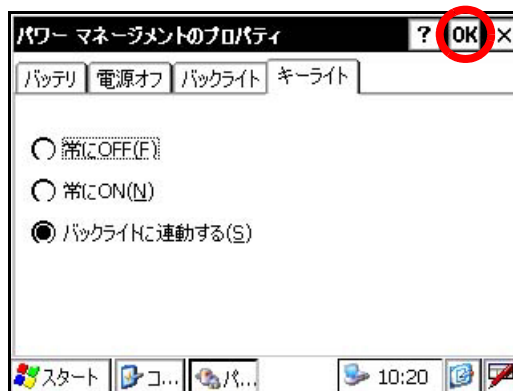 パワー マネージメントのプロパティ ? OK ×
バッテリ 電源オフ バックライト キーライト
常にOFF(F)
常にON(N)
バックライトに連動する(S)
スタート コ... パ... 10:20